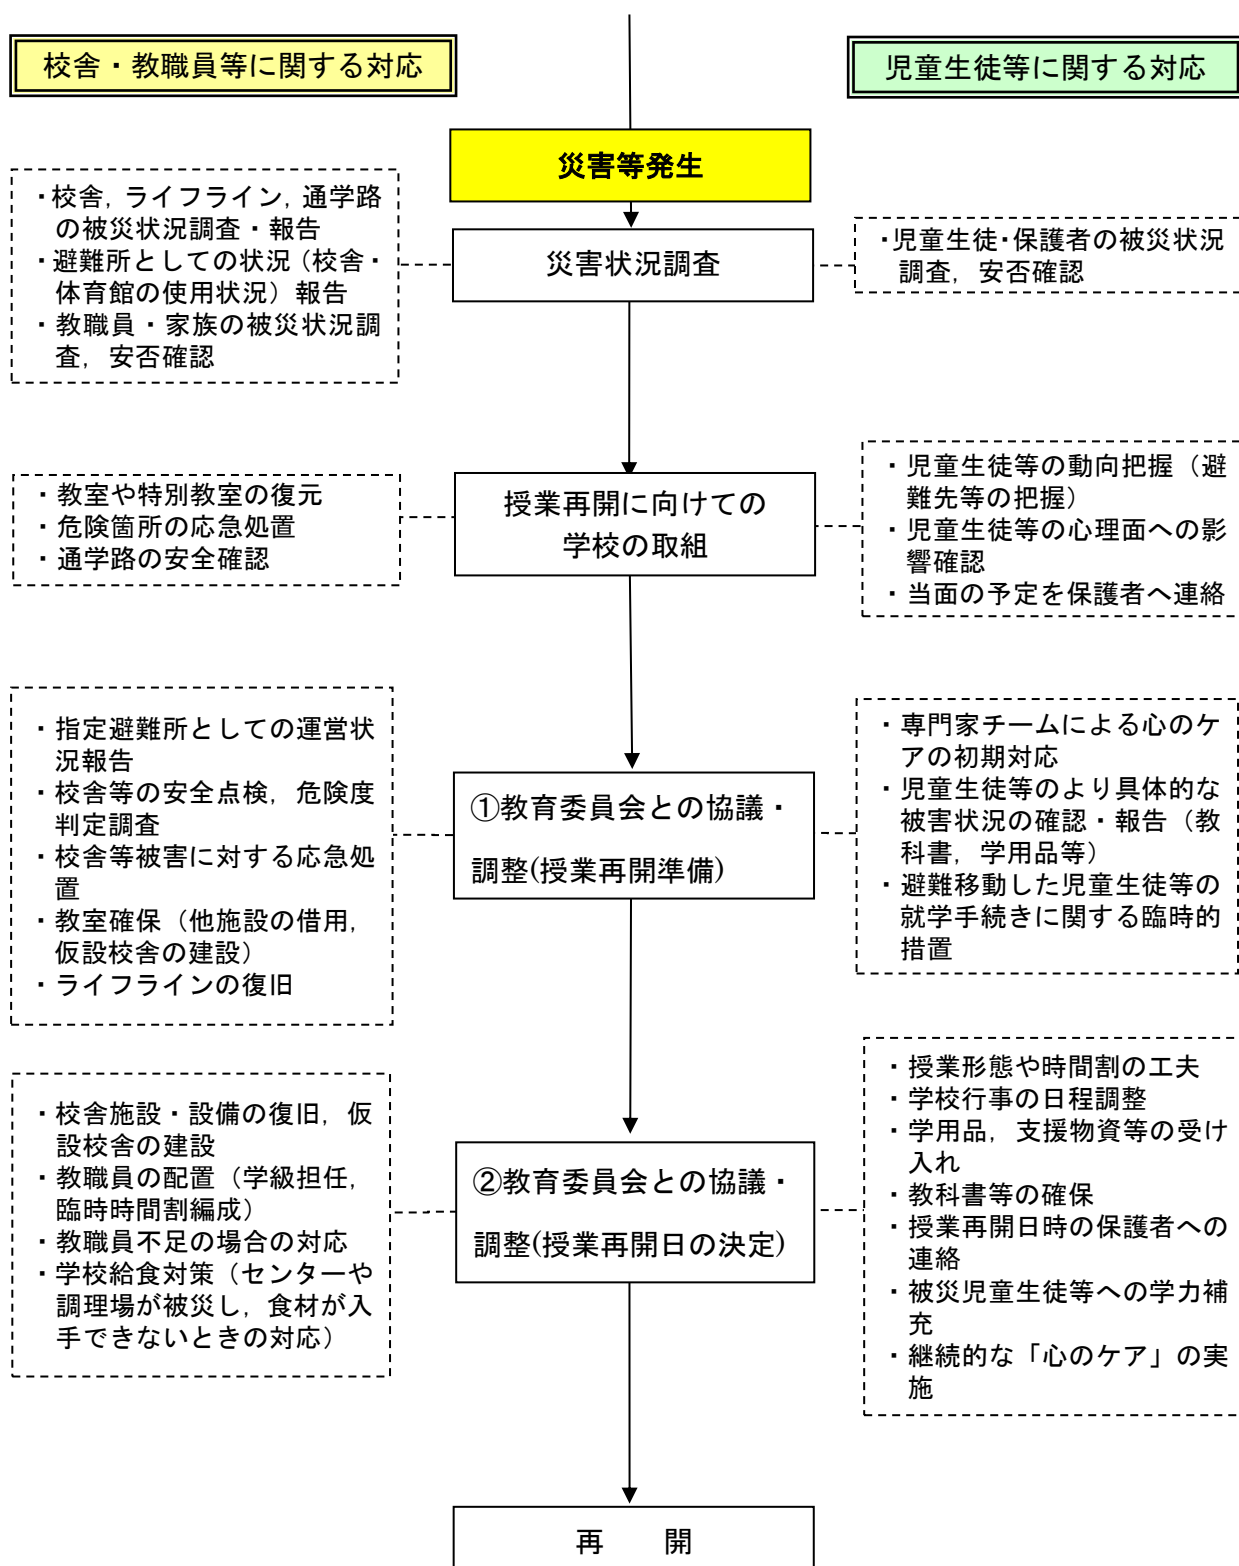 校舎・教職員等に関する対応
児童生徒等に関する対応
災害等発生
・校舎，ライフライン，通学路
の被災状況調査・報告
・避難所としての状況（校舎・
体育館の使用状況）報告
・教職員・家族の被災状況調
査，安否確認
災害状況調査
・児童生徒・保護者の被災状況
調査，安否確認
・教室や特別教室の復元
・危険箇所の応急処置
・通学路の安全確認
授業再開に向けての
学校の取組
・児童生徒等の動向把握（避
難先等の把握）
・児童生徒等の心理面への影
響確認
・当面の予定を保護者へ連絡
・指定避難所としての運営状
況報告
・校舎等の安全点検，危険度
判定調査
・校舎等被害に対する応急処
置
・教室確保（他施設の借用，
仮設校舎の建設）
・ライフラインの復旧
①教育委員会との協議・
調整(授業再開準備)
・専門家チームによる心のケ
アの初期対応
・児童生徒等のより具体的な
被害状況の確認・報告（教
科書，学用品等）
・避難移動した児童生徒等の
就学手続きに関する臨時的
措置
・校舎施設・設備の復旧，仮
設校舎の建設
・教職員の配置（学級担任，
臨時時間割編成）
・教職員不足の場合の対応
・学校給食対策（センターや
調理場が被災し，食材が入
手できないときの対応）
②教育委員会との協議・
調整(授業再開日の決定)
・授業形態や時間割の工夫
・学校行事の日程調整
・学用品，支援物資等の受け
入れ
・教科書等の確保
・授業再開日時の保護者への
連絡
・被災児童生徒等への学力補
充
・継続的な「心のケア」の実
施
再　　開